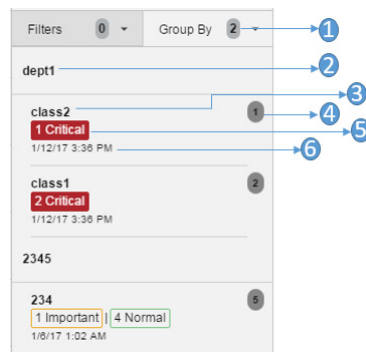 Filters 0 Group By 2 1
dept1 2
class2 3
1 4
1 Critical 5
1/12/17 3:36 PM 6
class1 2
2 Critical
1/12/17 3:36 PM
2345
234 5
1 Important | 4 Normal
1/6/17 1:02 AM